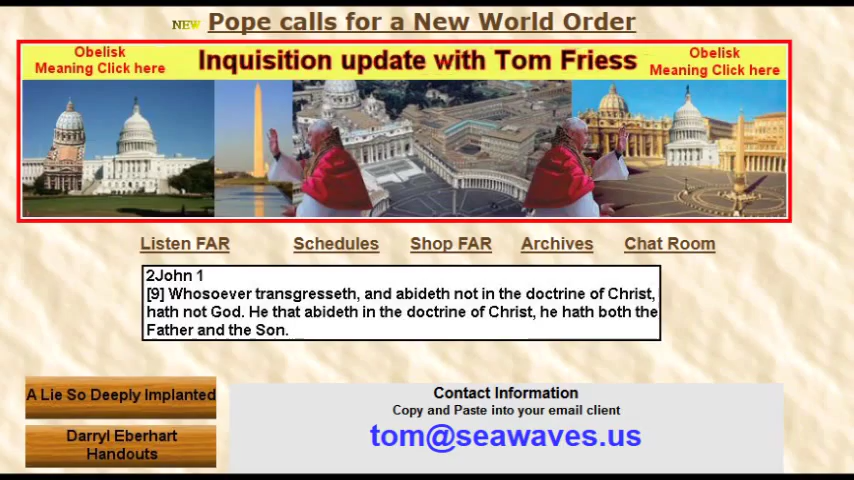 NEW Pope calls for a New World Order
Obelisk
Meaning Click here
Inquisition update with Tom Friess
Obelisk
Meaning Click here
Listen FAR Schedules Shop FAR Archives Chat Room
2John 1
[9] Whosoever transgresseth, and abideth not in the doctrine of Christ,
hath not God. He that abideth in the doctrine of Christ, he hath both the
Father and the Son.
A Lie So Deeply Implanted
Darryl Eberhart
Handouts
Contact Information
Copy and Paste into your email client
tom@seawaves.us